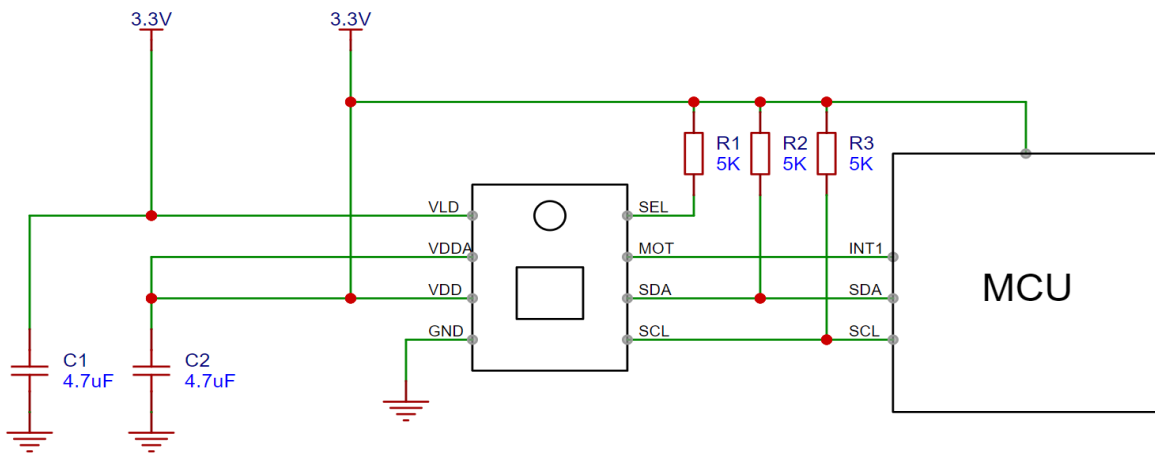 3.3V
3.3V
R1
5K
R2
5K
R3
5K
VLD
SEL
VDDA
MOT
INT1
VDD
SDA
SDA
GND
SCL
SCL
MCU
C1
4.7uF
C2
4.7uF